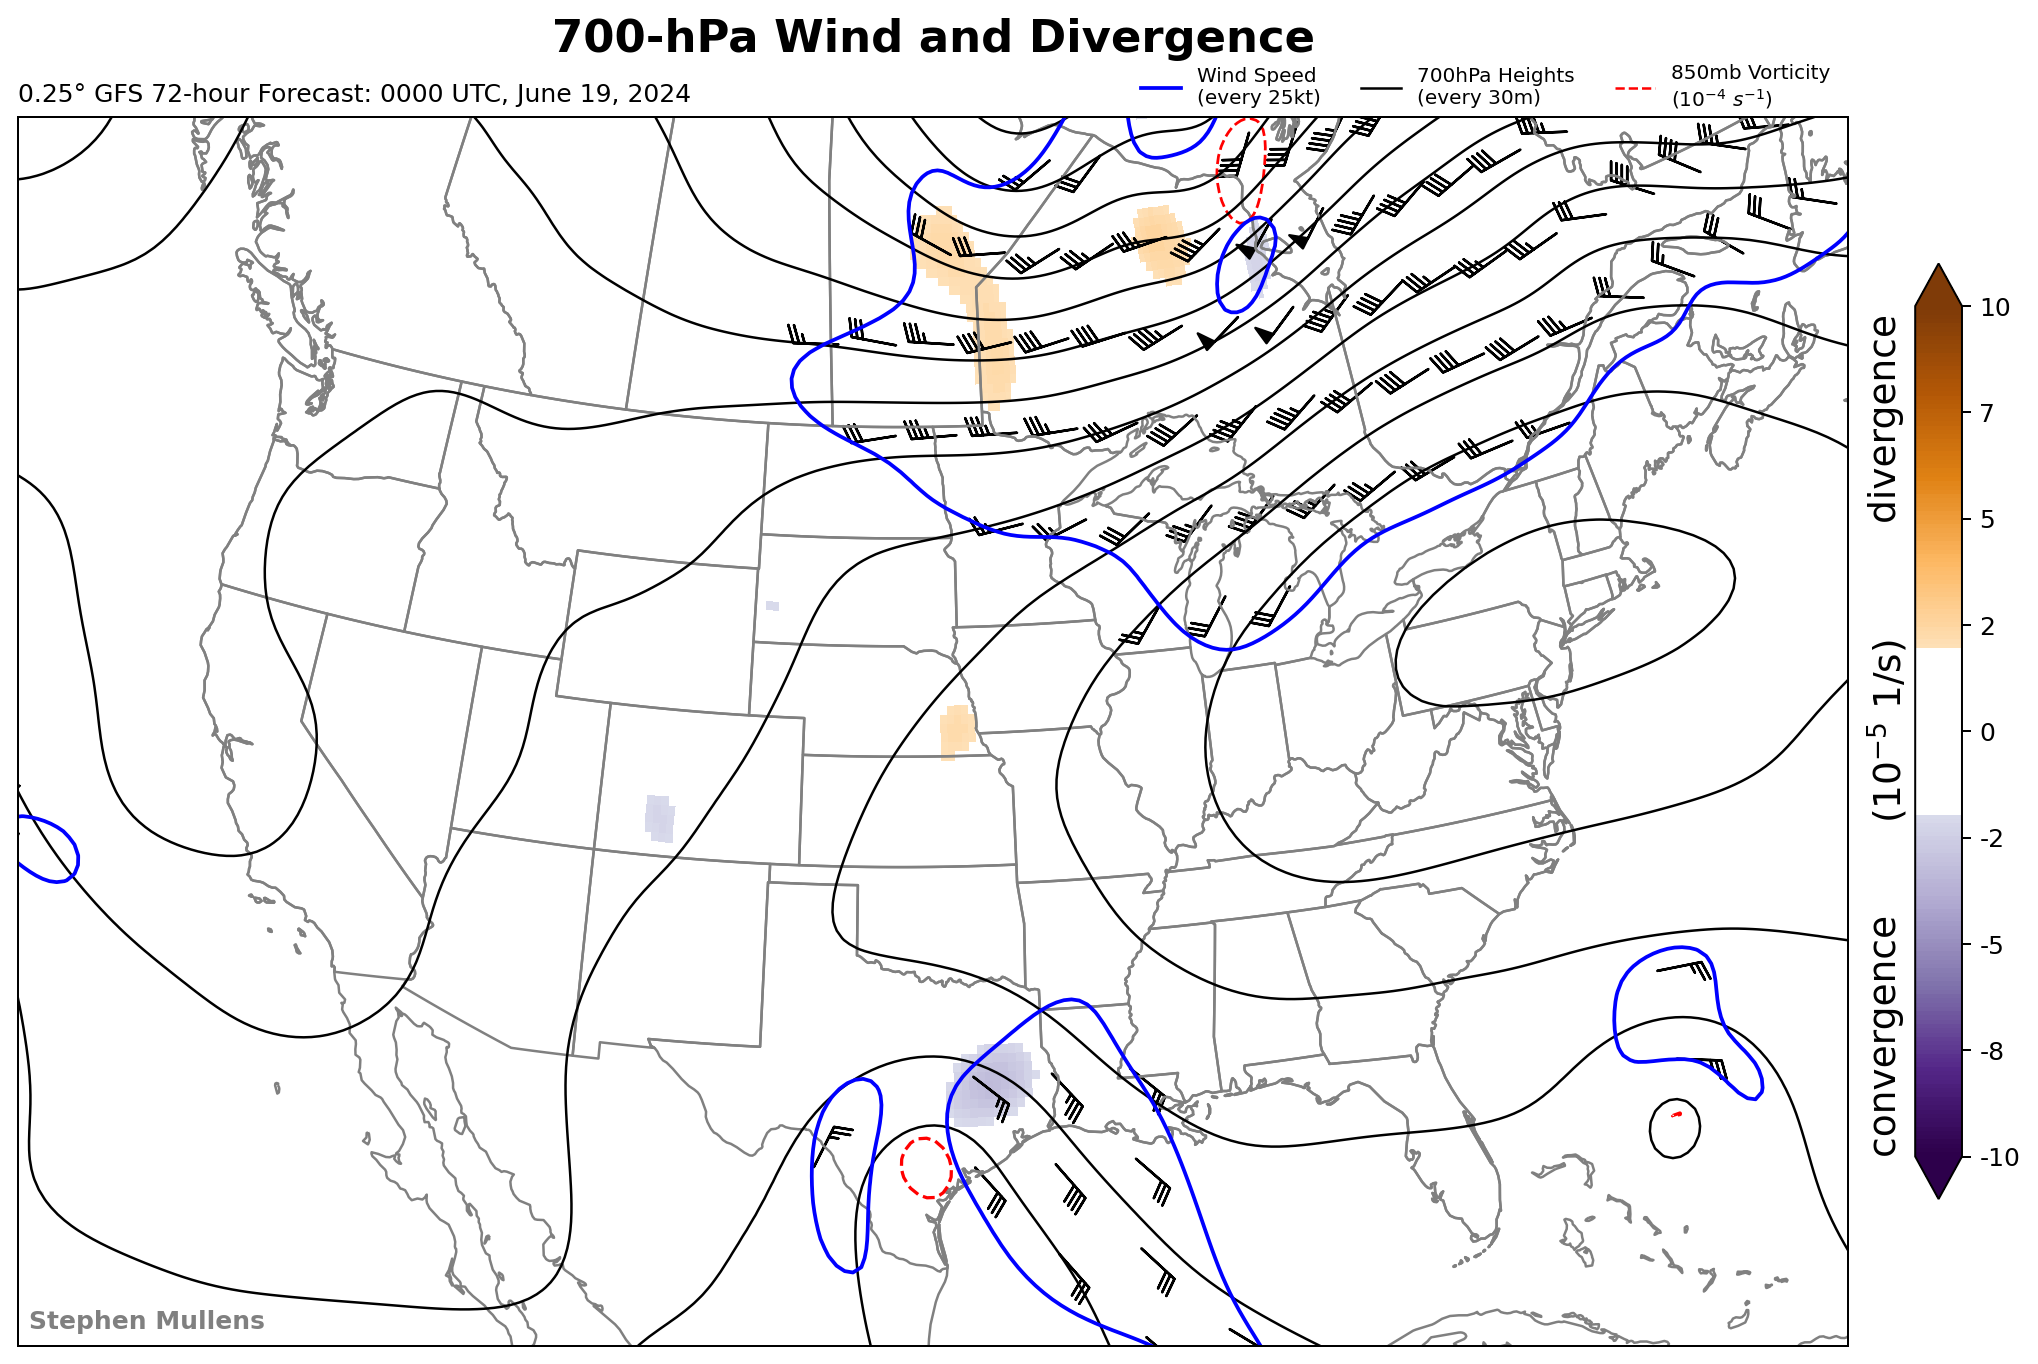 700-hPa Wind and Divergence
0.25° GFS 72-hour Forecast: 0000 UTC, June 19, 2024
Wind Speed
(every 25kt)
700hPa Heights
(every 30m)
850mb Vorticity
(10⁻⁴ s⁻¹)
10
7
5
2
0
-2
-5
-8
-10
convergence (10⁻⁵ 1/s) divergence
Stephen Mullens